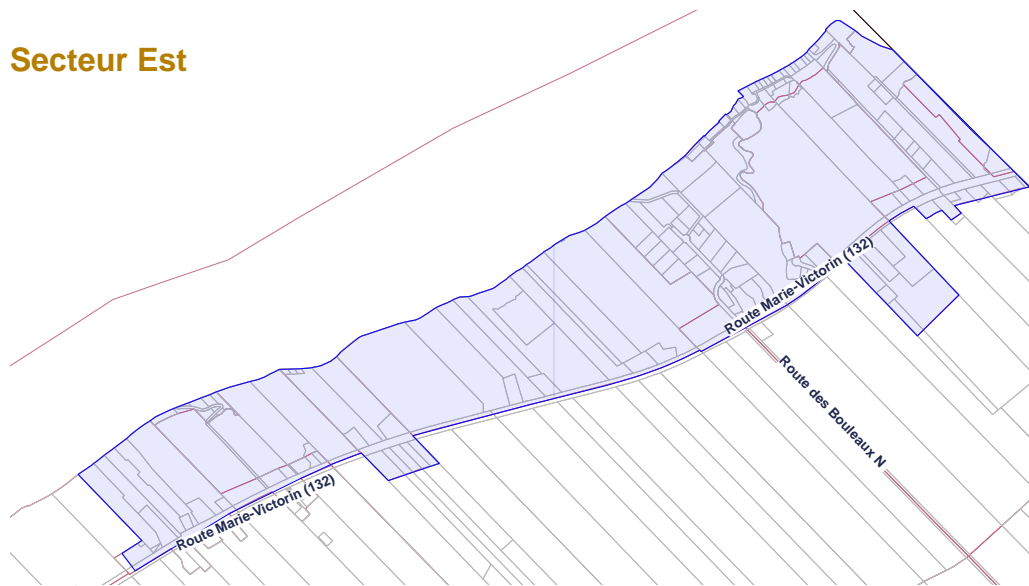 Secteur Est
Route Marie-Victorin (132)
Route des Bouleaux N
Route Marie-Victorin (132)